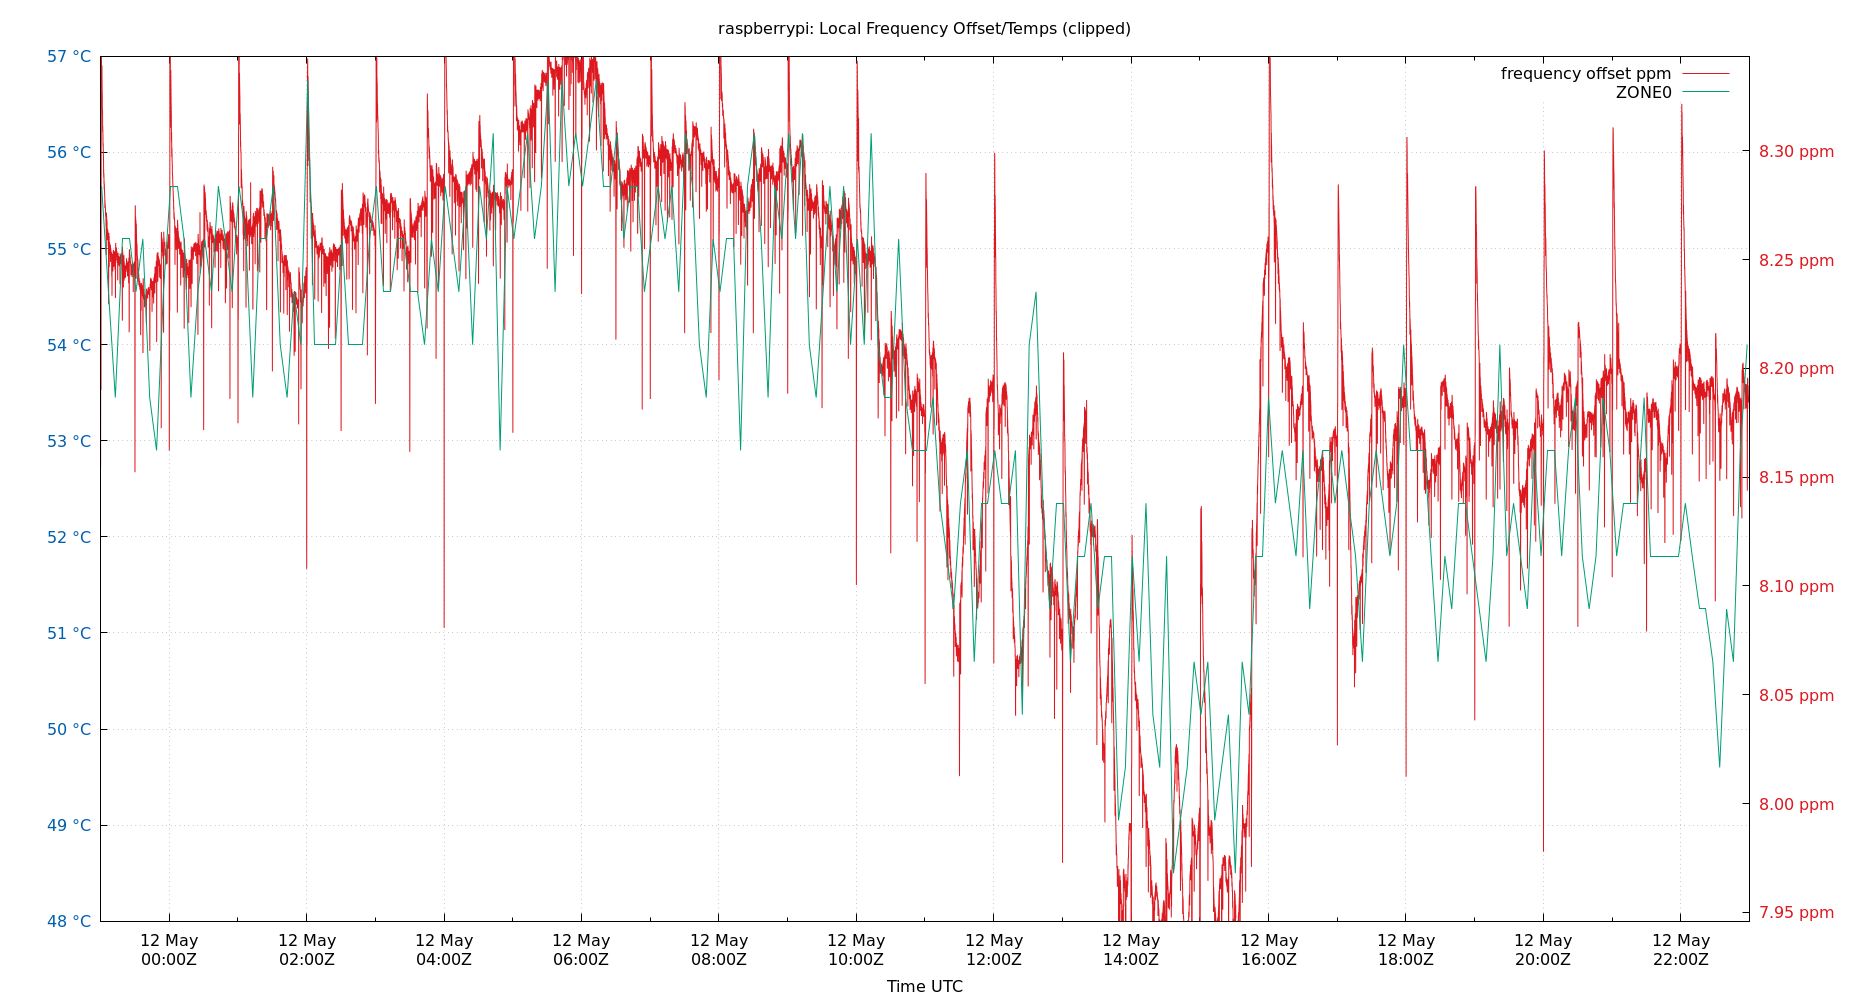 raspberrypi: Local Frequency Offset/Temps (clipped)
frequency offset ppm
ZONE0
57 °C
56 °C
55 °C
54 °C
53 °C
52 °C
51 °C
50 °C
49 °C
48 °C
8.30 ppm
8.25 ppm
8.20 ppm
8.15 ppm
8.10 ppm
8.05 ppm
8.00 ppm
7.95 ppm
12 May 12 May 12 May 12 May 12 May 12 May 12 May 12 May 12 May 12 May 12 May 12 May
00:00Z 02:00Z 04:00Z 06:00Z 08:00Z 10:00Z 12:00Z 14:00Z 16:00Z 18:00Z 20:00Z 22:00Z
Time UTC